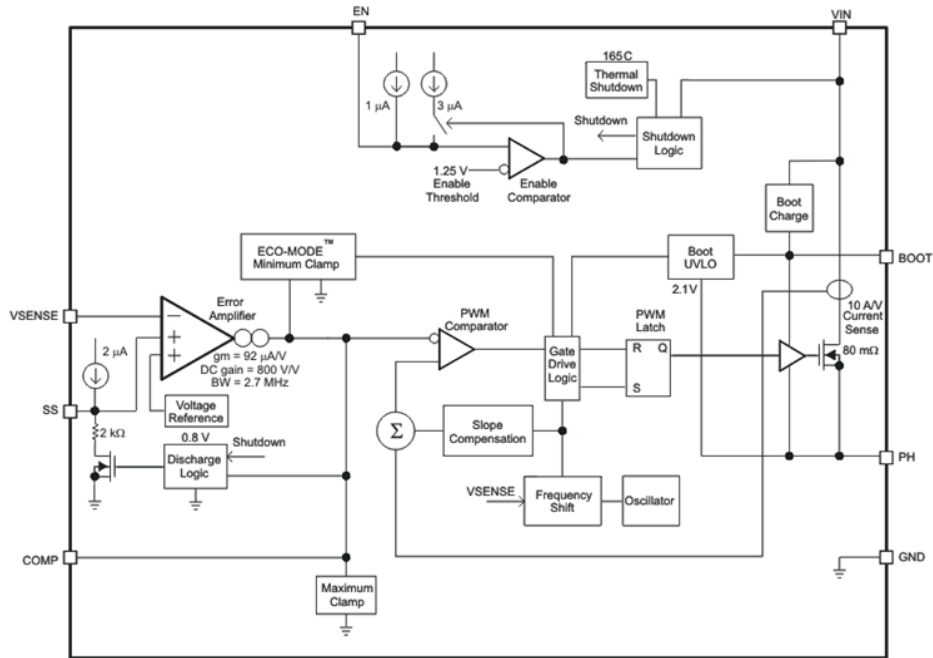 EN
VIN
165C
Thermal
Shutdown
1 μA
3 μA
Shutdown
Shutdown
Logic
1.25 V
Enable
Threshold
Enable
Comparator
Boot
Charge
ECO-MODE™
Minimum Clamp
Boot
UVLO
BOOT
2.1V
VSENSE
Error
Amplifier
PWM
Comparator
PWM
Latch
10 A/V
Current
Sense
gm = 92 μA/V
DC gain = 800 V/V
BW = 2.7 MHz
2 μA
Gate
Drive
Logic
R Q
S
80 mΩ
SS
Voltage
Reference
2 kΩ
0.8 V
Shutdown
Discharge
Logic
Σ
Slope
Compensation
PH
VSENSE
Frequency
Shift
Oscillator
COMP
GND
Maximum
Clamp